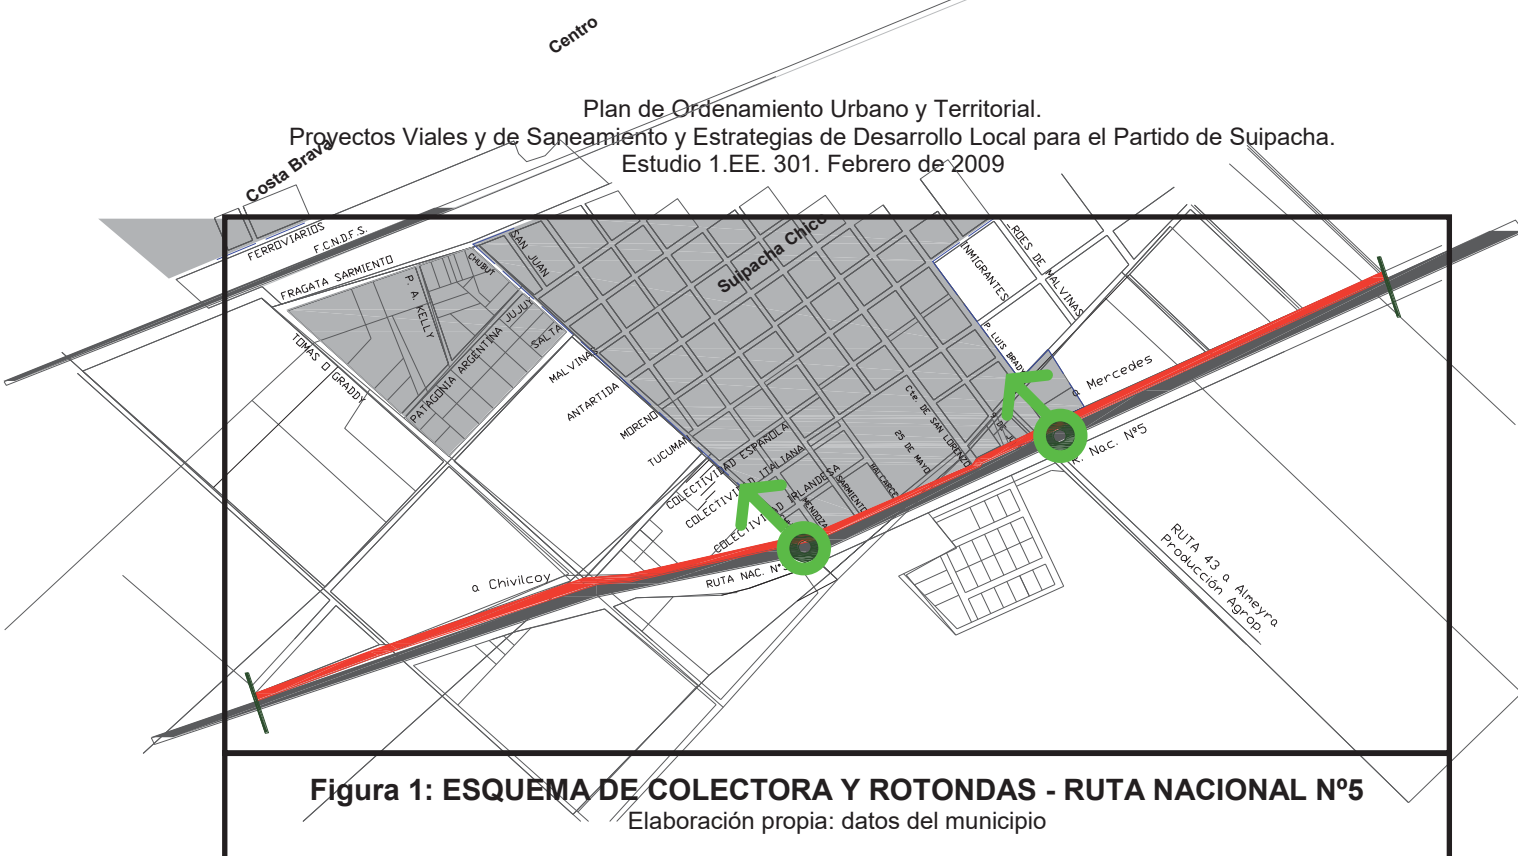 Centro
Plan de Ordenamiento Urbano y Territorial.
Proyectos Viales y de Saneamiento y Estrategias de Desarrollo Local para el Partido de Suipacha.
Estudio 1.EE. 301. Febrero de 2009
Costa Brava
FERROVIARIOS
F.C.N.D.F.S.
FRAGATA SARMIENTO
SAN JUAN
CHUBUT
P. A. KELLY
Suipacha Chico
INMIGRANTES
ROES DE MALVINAS
TOMAS O GRADDY
PATAGONIA ARGENTINA
JUJUY
SALTA
MALVINAS
ANTARTIDA
MORENO
TUCUMAN
P. LUIS BRADY
Mercedes
Cte. DE SAN LORENZO
25 DE MAYO
COLECTIVIDAD ESPAÑOLA
COLECTIVIDAD ITALIANA
COLECTIVIDAD IRLANDESA
MENDOZA
SARMIENTO
BALCARCE
R. Nac. Nº5
a Chivilcoy
RUTA NAC. Nº5
RUTA 43 a Almeyra
Producción Agrop.
Figura 1: ESQUEMA DE COLECTORA Y ROTONDAS - RUTA NACIONAL Nº5
Elaboración propia: datos del municipio